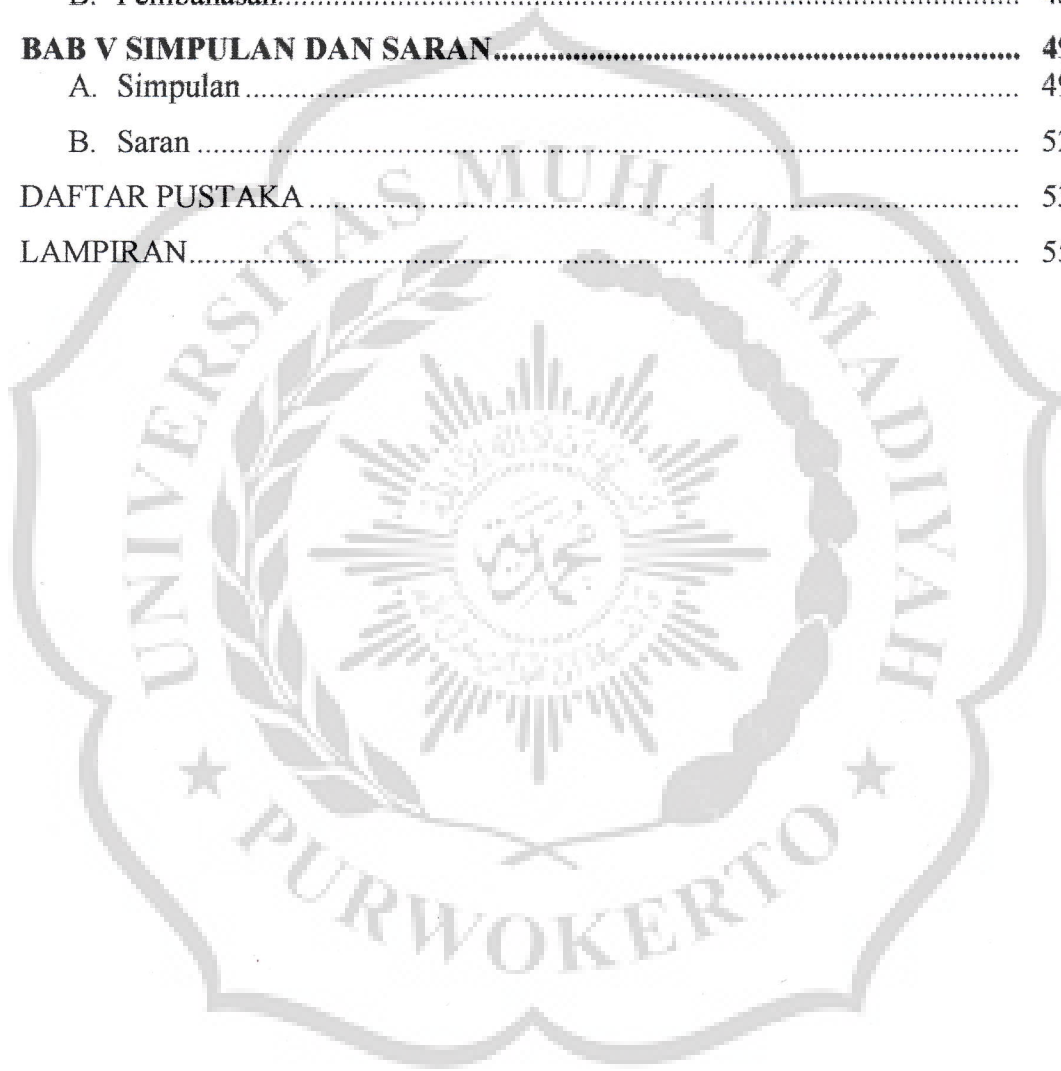 BAB V SIMPULAN DAN SARAN
A. Simpulan
B. Saran
DAFTAR PUSTAKA
LAMPIRAN
UNIVERSITAS MUHAMMADIYAH
★ PURWOKERTO ★